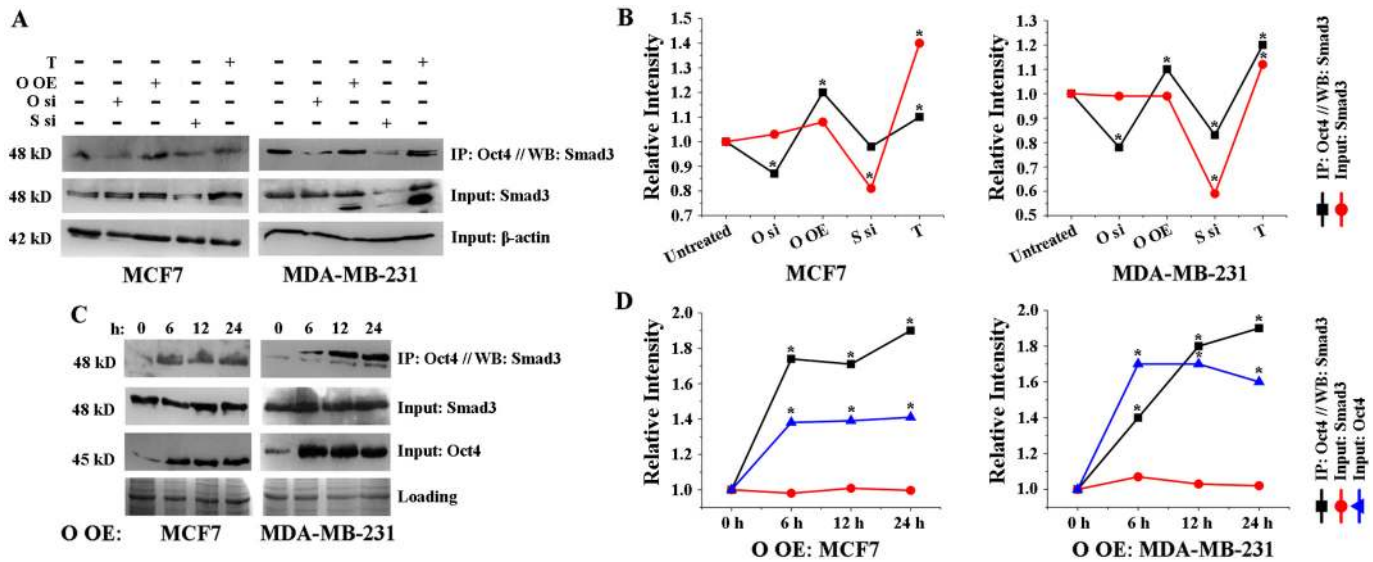 A
T
O OE
O si
S si
- - - - + - - - - +
- - + - - - - + - -
- + - - - - + - - -
- - - + - - - - + -
48 kD
IP: Oct4 // WB: Smad3
48 kD
Input: Smad3
42 kD
Input: β-actin
MCF7
MDA-MB-231
B
Relative Intensity
1.5
1.4
1.3
1.2
1.1
1.0
0.9
0.8
0.7
* * * * *
Untreated
O si
O OE
S si
T
MCF7
Relative Intensity
1.3
1.2
1.1
1.0
0.9
0.8
0.7
0.6
0.5
* * * * * *
Untreated
O si
O OE
S si
T
MDA-MB-231
IP: Oct4 // WB: Smad3
Input: Smad3
C
h: 0 6 12 24 0 6 12 24
48 kD
IP: Oct4 // WB: Smad3
48 kD
Input: Smad3
45 kD
Input: Oct4
Loading
O OE: MCF7 MDA-MB-231
D
Relative Intensity
2.0
1.8
1.6
1.4
1.2
1.0
* * * * * *
0 h 6 h 12 h 24 h
O OE: MCF7
Relative Intensity
2.0
1.8
1.6
1.4
1.2
1.0
* * * * * *
0 h 6 h 12 h 24 h
O OE: MDA-MB-231
IP: Oct4 // WB: Smad3
Input: Smad3
Input: Oct4